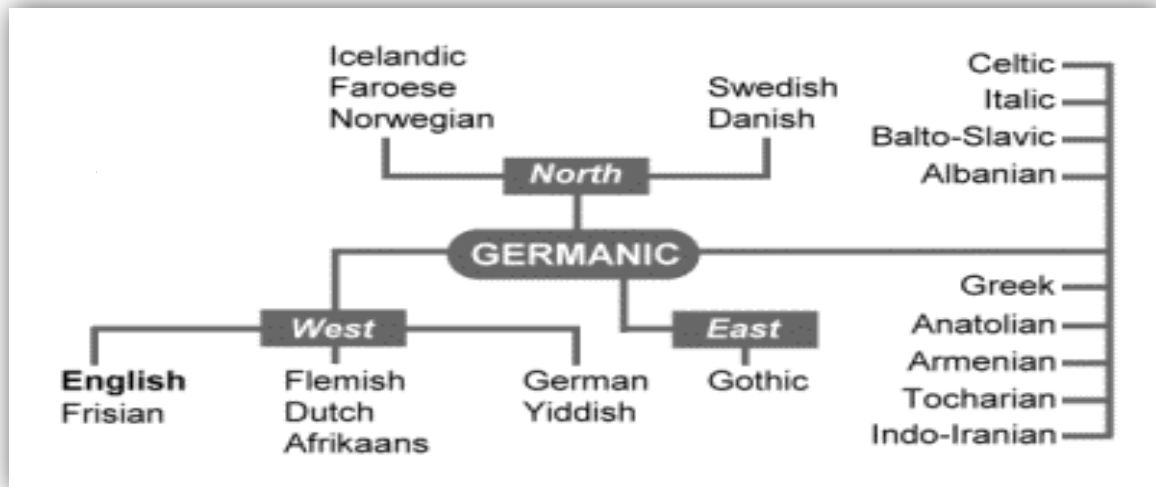 Icelandic
Faroese
Norwegian
Swedish
Danish
North
GERMANIC
West
East
English
Frisian
Flemish
Dutch
Afrikaans
German
Yiddish
Gothic
Celtic
Italic
Balto-Slavic
Albanian
Greek
Anatolian
Armenian
Tocharian
Indo-Iranian